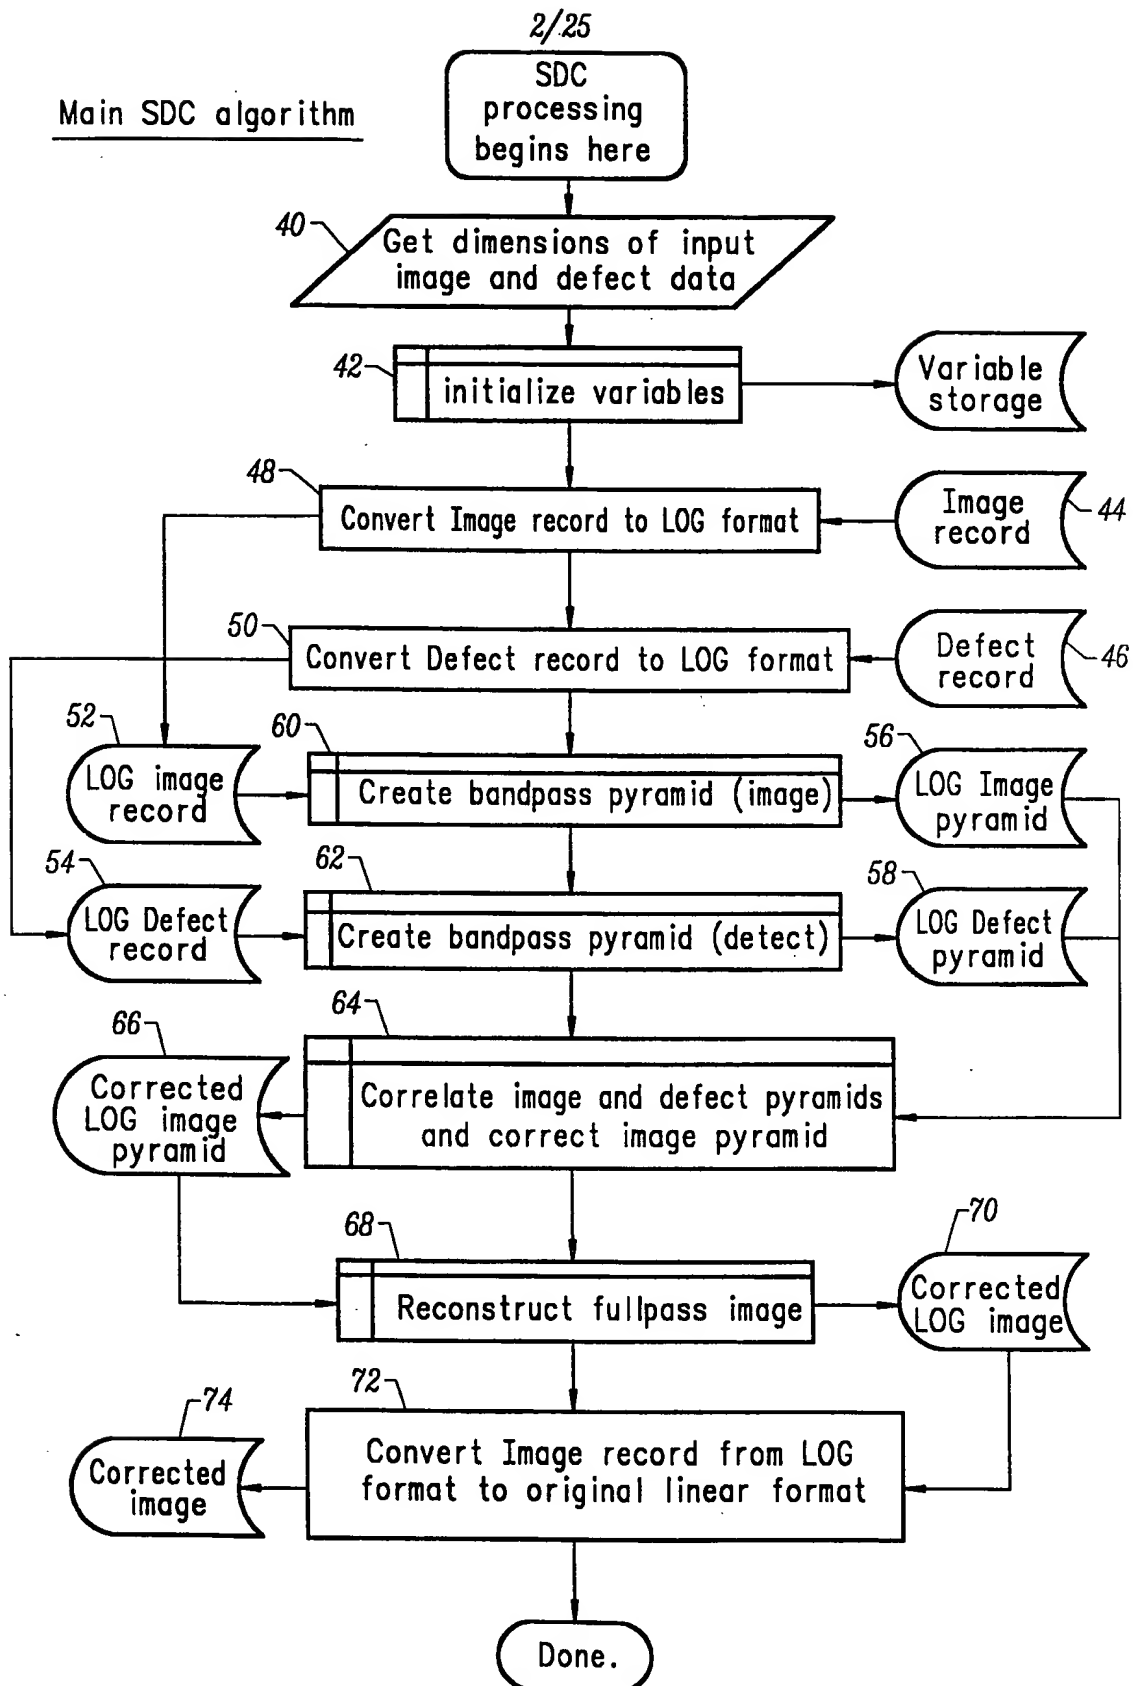 2/25
Main SDC algorithm
SDC
processing
begins here
40
Get dimensions of input
image and defect data
42
initialize variables
Variable
storage
48
Convert Image record to LOG format
Image
record
44
50
Convert Defect record to LOG format
Defect
record
46
52
LOG image
record
60
Create bandpass pyramid (image)
56
LOG Image
pyramid
54
LOG Defect
record
62
Create bandpass pyramid (detect)
58
LOG Defect
pyramid
64
Correlate image and defect pyramids
and correct image pyramid
66
Corrected
LOG image
pyramid
68
Reconstruct fullpass image
70
Corrected
LOG image
72
Convert Image record from LOG
format to original linear format
74
Corrected
image
Done.